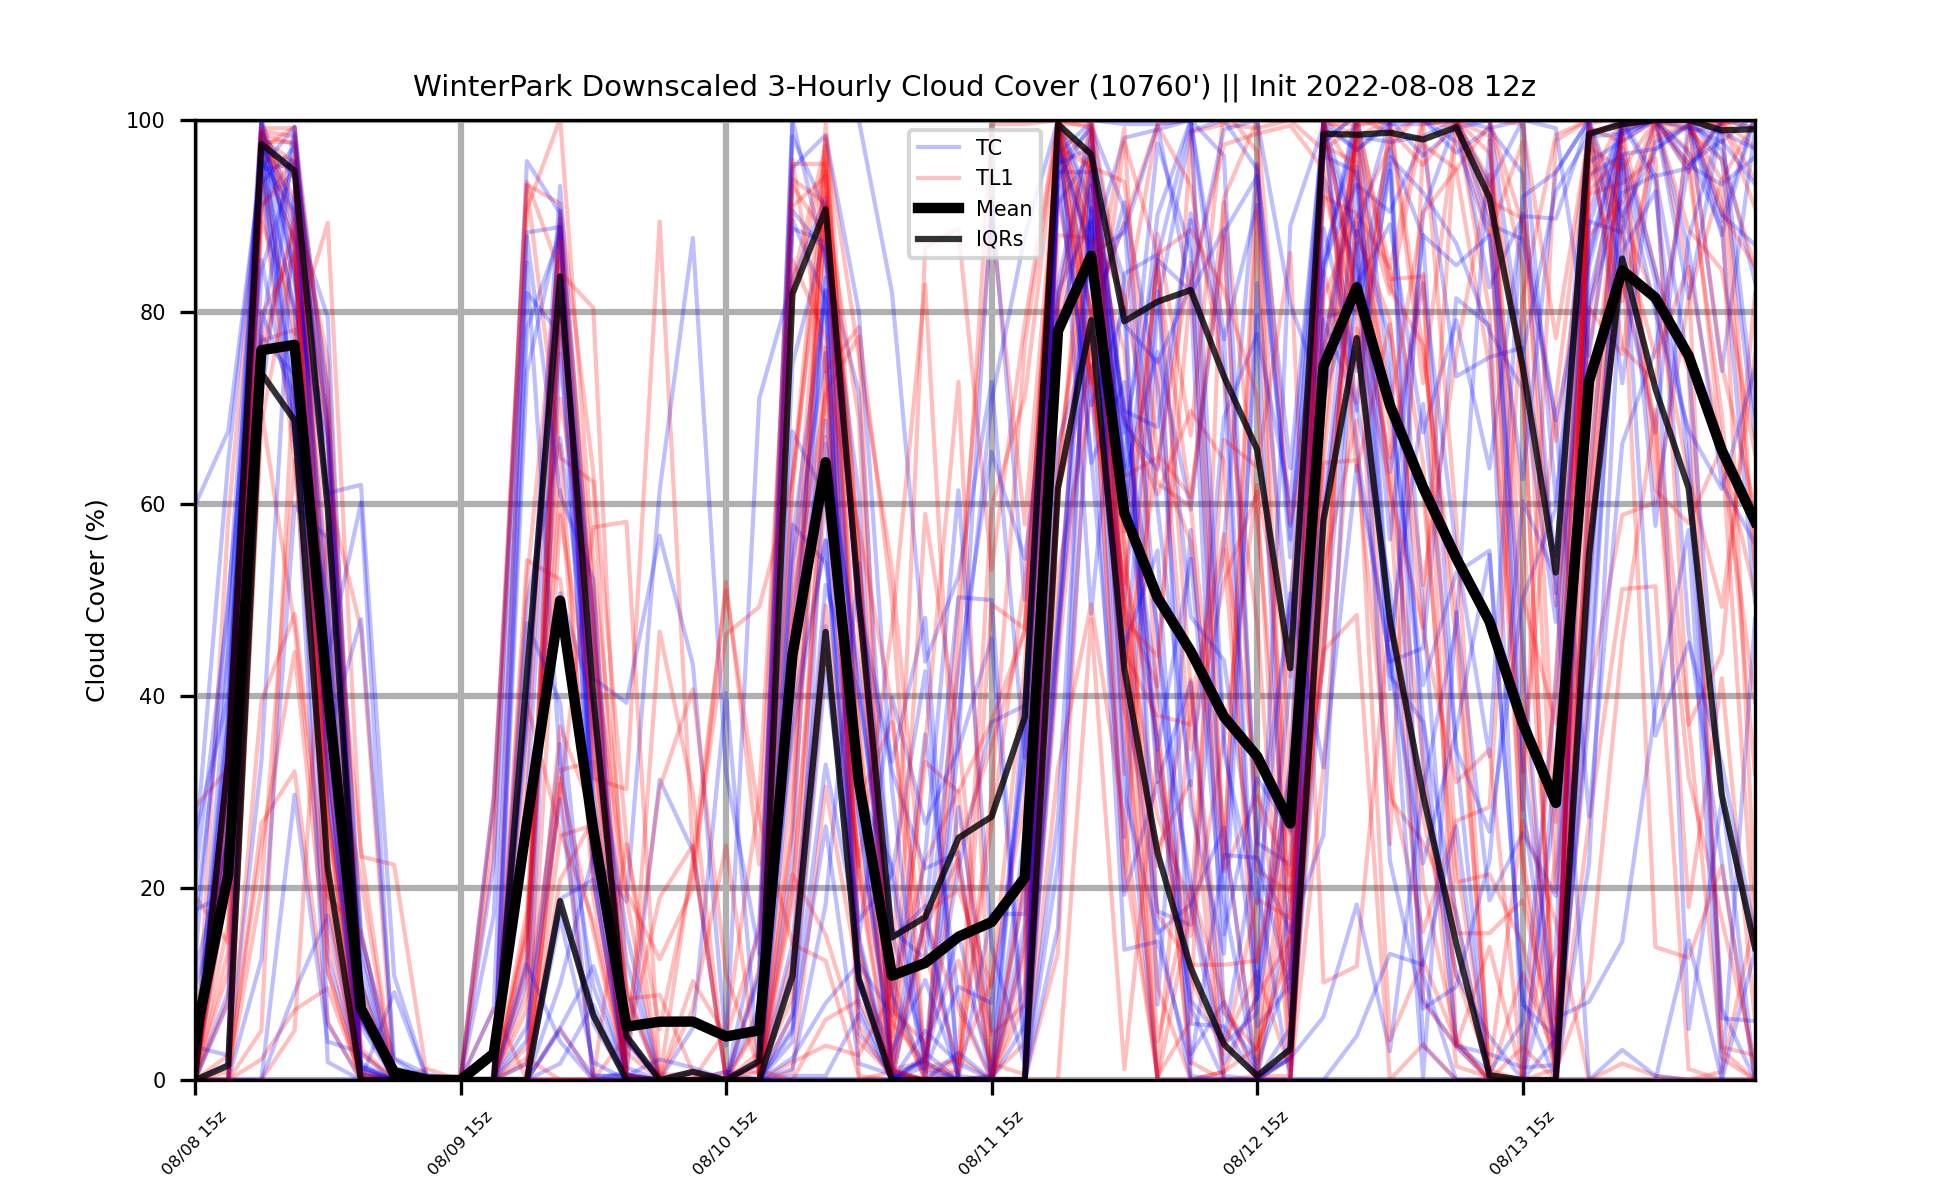 WinterPark Downscaled 3-Hourly Cloud Cover (10760') || Init 2022-08-08 12z
TC
TL1
Mean
IQRs
Cloud Cover (%)
100
80
60
40
20
0
08/08 15z
08/09 15z
08/10 15z
08/11 15z
08/12 15z
08/13 15z